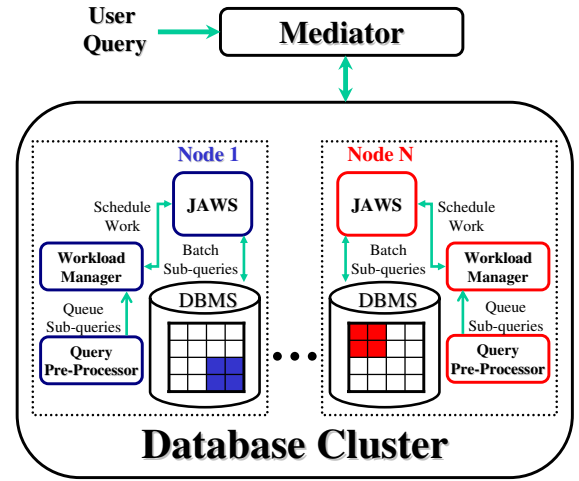 User
Query
Mediator
Node 1
Node N
JAWS
JAWS
Schedule
Work
Schedule
Work
Workload
Manager
Batch
Sub-queries
Batch
Sub-queries
Workload
Manager
Queue
Sub-queries
DBMS
DBMS
Queue
Sub-queries
Query
Pre-Processor
Query
Pre-Processor
Database Cluster